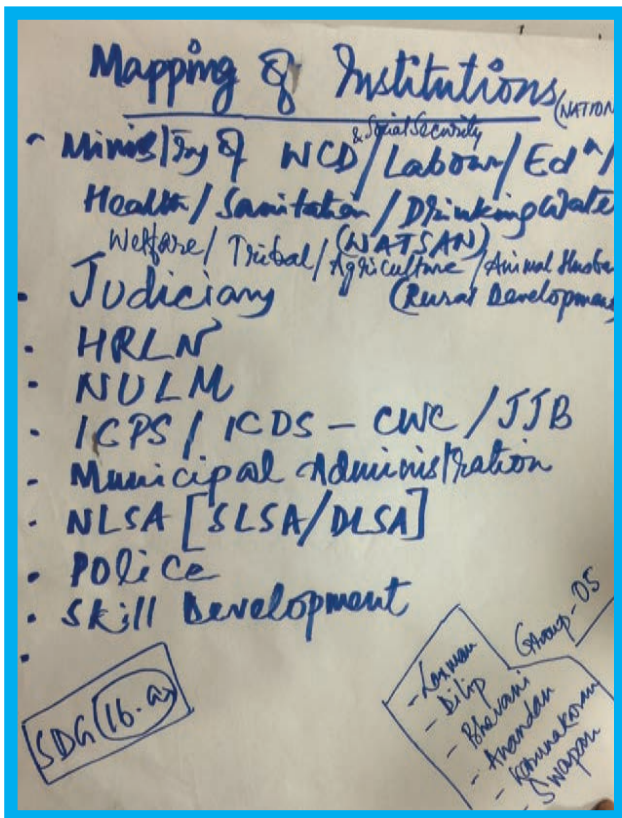 Mapping of Institutions (NATION
& Social Security
- Ministry of WCD/Labour/Edn/
Health/Sanitation/Drinking Wate
(WATSAN)
Welfare/Tribal/Agriculture/Animal Husba
• Judiciary (Rural Development)
• HRLN
• NULM
• ICPS/ICDS - CWC/JJB
• Municipal Administration
• NLSA [SLSA/DLSA]
• Police
• Skill Development
SDG (16.a)
Group-05
- Laxman
- Dilip
- Bhavani
- Anandan
- Karunakaran
- Swapan